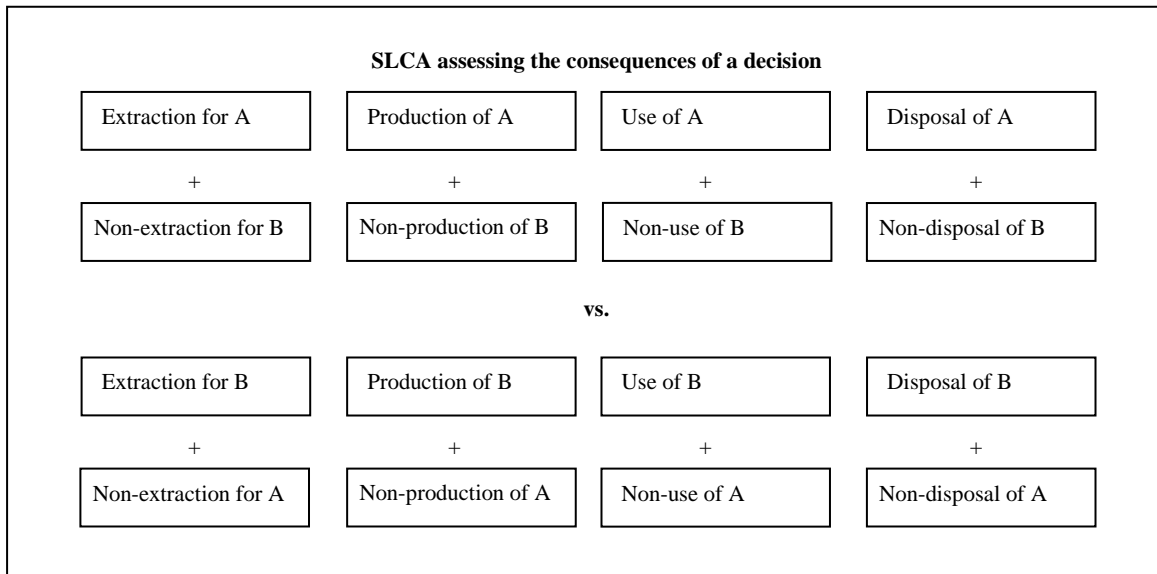 SLCA assessing the consequences of a decision
Extraction for A Production of A Use of A Disposal of A
+ + + +
Non-extraction for B Non-production of B Non-use of B Non-disposal of B
vs.
Extraction for B Production of B Use of B Disposal of B
+ + + +
Non-extraction for A Non-production of A Non-use of A Non-disposal of A